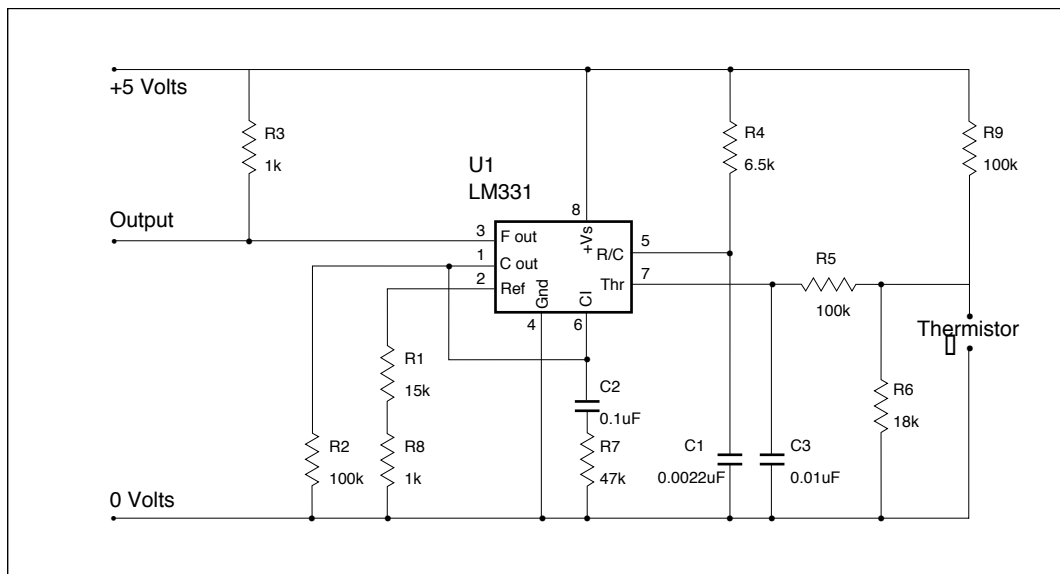 +5 Volts
R3
1k
U1
LM331
R4
6.5k
R9
100k
Output
3
F out
8
+Vs
R/C
5
1
C out
2
Ref
Gnd
CI
Thr
7
4
6
R5
100k
Thermistor
R1
15k
C2
0.1uF
R6
18k
R2
100k
R8
1k
R7
47k
C1
0.0022uF
C3
0.01uF
0 Volts